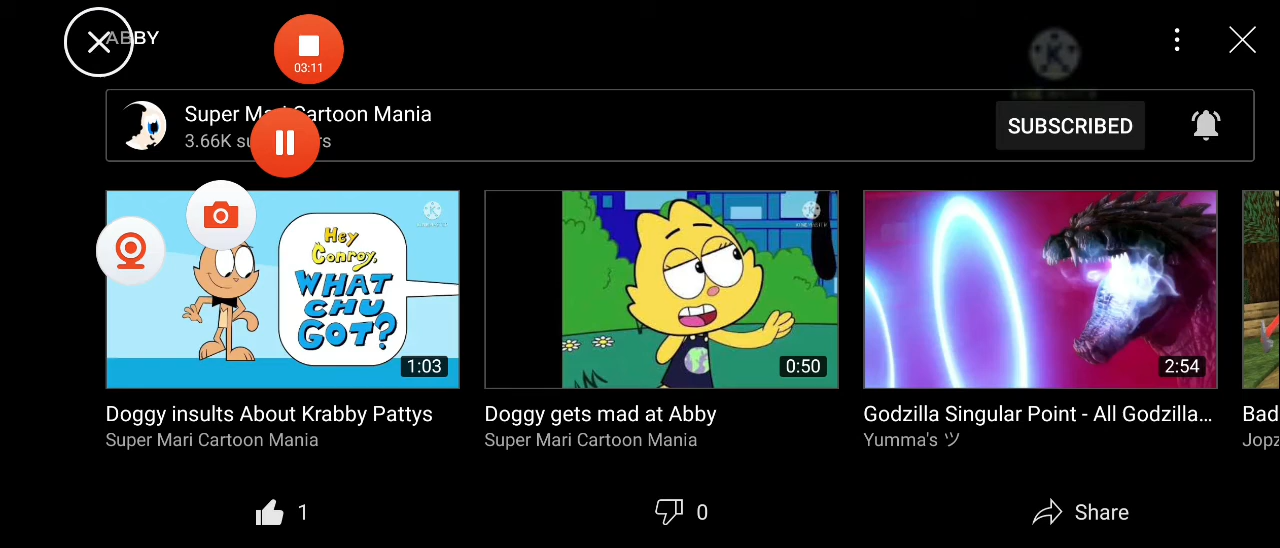 ABBY
03:11
Super Mari Cartoon Mania
3.66K su rs
SUBSCRIBED
Hey
Conroy,
WHAT
CHU
GOT?
1:03
0:50
2:54
Doggy insults About Krabby Pattys
Super Mari Cartoon Mania
Doggy gets mad at Abby
Super Mari Cartoon Mania
Godzilla Singular Point - All Godzilla...
Yumma's ツ
Bad
Jopz
1
0
Share